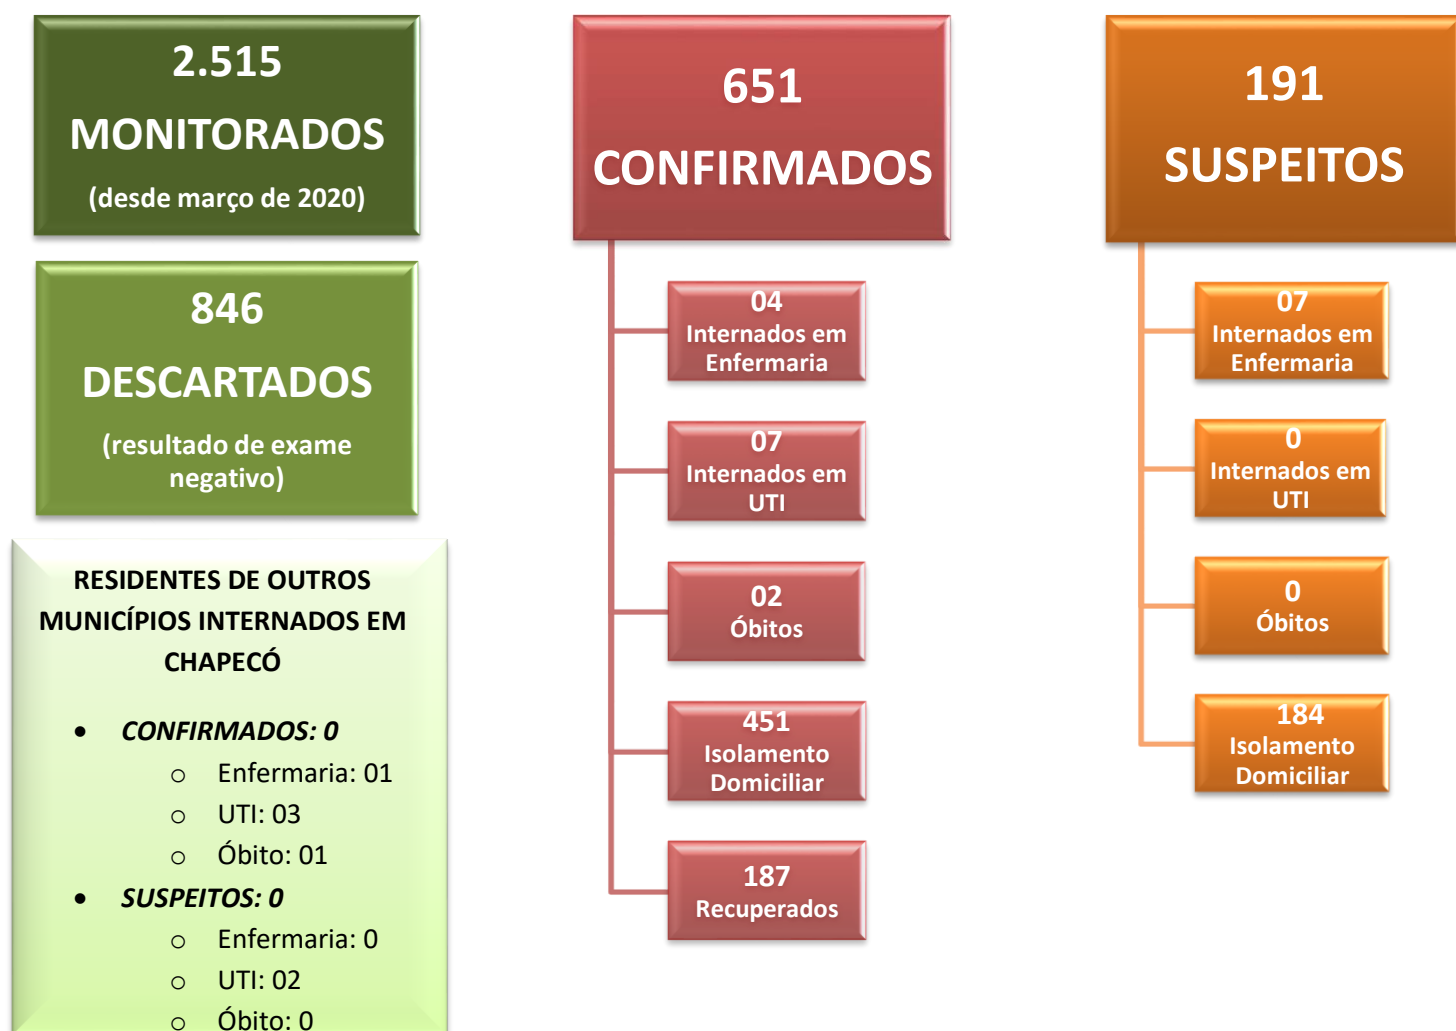 2.515
MONITORADOS
(desde março de 2020)
846
DESCARTADOS
(resultado de exame
negativo)
RESIDENTES DE OUTROS
MUNICÍPIOS INTERNADOS EM
CHAPECÓ
• CONFIRMADOS: 0
o Enfermaria: 01
o UTI: 03
o Óbito: 01
• SUSPEITOS: 0
o Enfermaria: 0
o UTI: 02
o Óbito: 0
651
CONFIRMADOS
04
Internados em
Enfermaria
07
Internados em
UTI
02
Óbitos
451
Isolamento
Domiciliar
187
Recuperados
191
SUSPEITOS
07
Internados em
Enfermaria
0
Internados em
UTI
0
Óbitos
184
Isolamento
Domiciliar